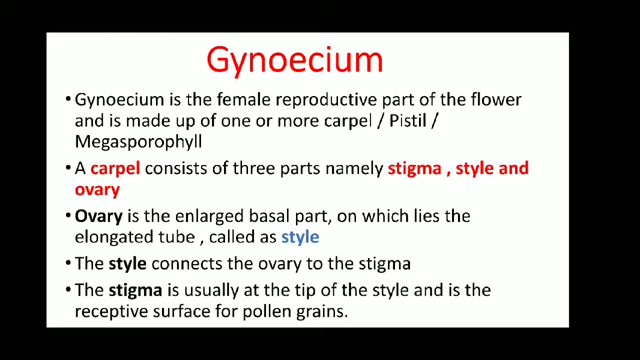 Gynoecium
• Gynoecium is the female reproductive part of the flower
and is made up of one or more carpel / Pistil /
Megasporophyll
• A carpel consists of three parts namely stigma , style and
ovary
• Ovary is the enlarged basal part, on which lies the
elongated tube , called as style
• The style connects the ovary to the stigma
• The stigma is usually at the tip of the style and is the
receptive surface for pollen grains.